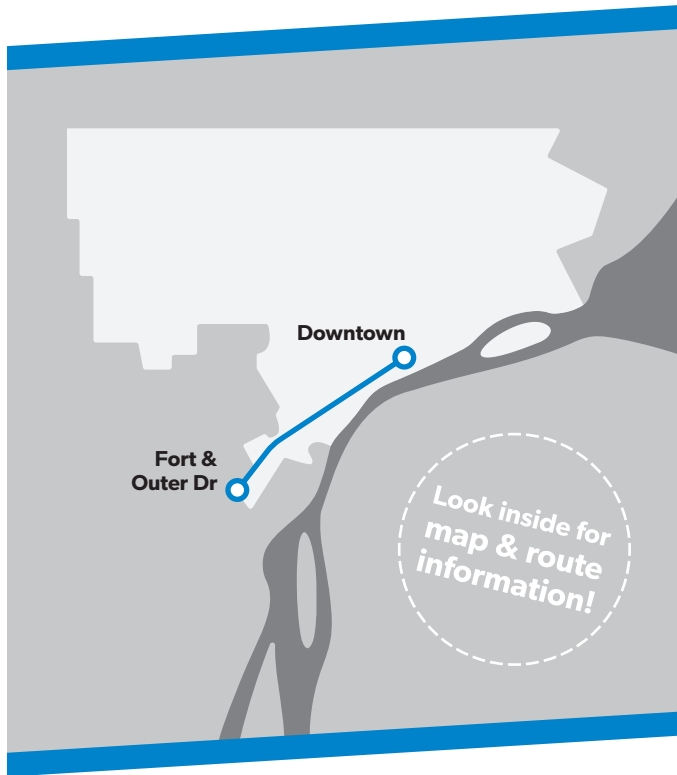 Downtown
Fort &
Outer Dr
Look inside for
map & route
information!